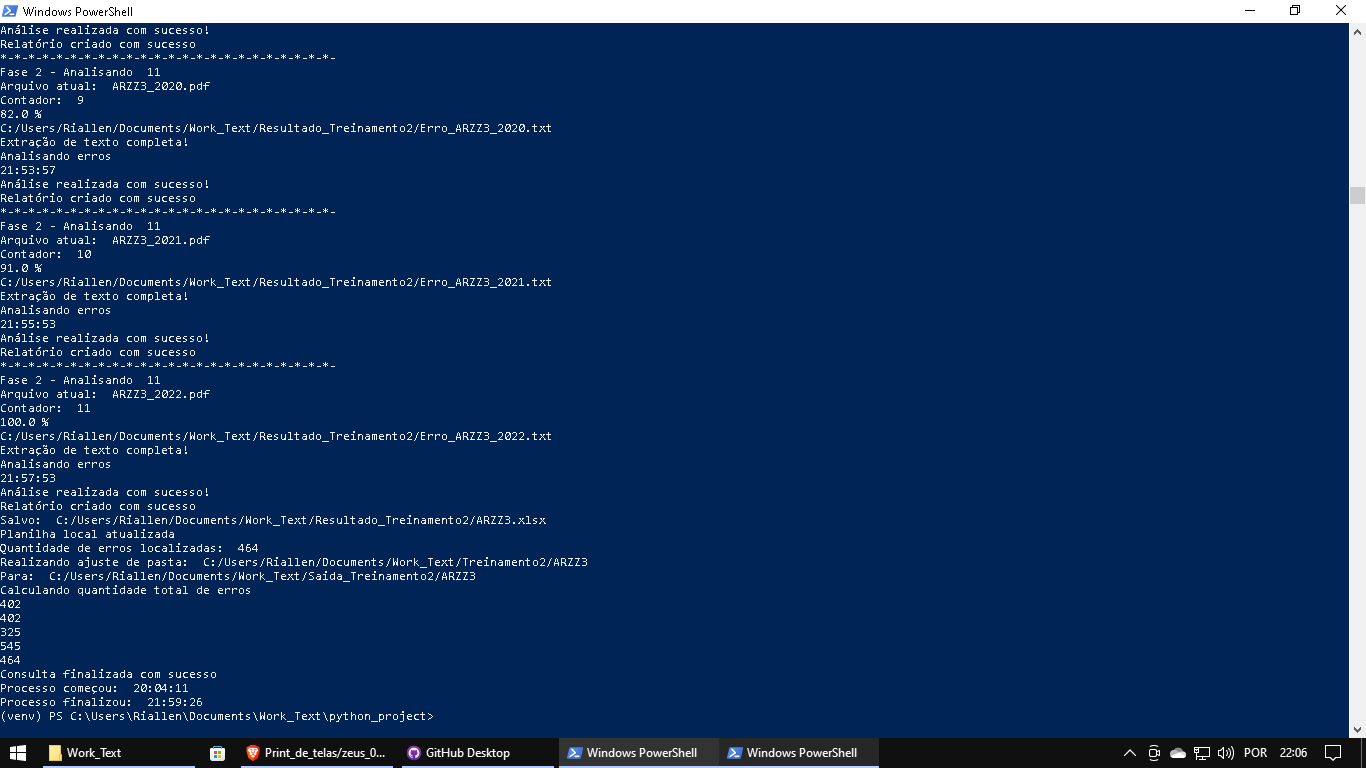 Windows PowerShell
Análise realizada com sucesso!
Relatório criado com sucesso
*-*-*-*-*-*-*-*-*-*-*-*-*-*-*-*-*-*-*-*-*-*-*-*-
Fase 2 - Analisando  11
Arquivo atual:  ARZZ3_2020.pdf
Contador:  9
82.0 %
C:/Users/Riallen/Documents/Work_Text/Resultado_Treinamento2/Erro_ARZZ3_2020.txt
Extração de texto completa!
Analisando erros
21:53:57
Análise realizada com sucesso!
Relatório criado com sucesso
*-*-*-*-*-*-*-*-*-*-*-*-*-*-*-*-*-*-*-*-*-*-*-*-
Fase 2 - Analisando  11
Arquivo atual:  ARZZ3_2021.pdf
Contador:  10
91.0 %
C:/Users/Riallen/Documents/Work_Text/Resultado_Treinamento2/Erro_ARZZ3_2021.txt
Extração de texto completa!
Analisando erros
21:55:53
Análise realizada com sucesso!
Relatório criado com sucesso
*-*-*-*-*-*-*-*-*-*-*-*-*-*-*-*-*-*-*-*-*-*-*-*-
Fase 2 - Analisando  11
Arquivo atual:  ARZZ3_2022.pdf
Contador:  11
100.0 %
C:/Users/Riallen/Documents/Work_Text/Resultado_Treinamento2/Erro_ARZZ3_2022.txt
Extração de texto completa!
Analisando erros
21:57:53
Análise realizada com sucesso!
Relatório criado com sucesso
Salvo:  C:/Users/Riallen/Documents/Work_Text/Resultado_Treinamento2/ARZZ3.xlsx
Planilha local atualizada
Quantidade de erros localizadas:  464
Realizando ajuste de pasta:  C:/Users/Riallen/Documents/Work_Text/Treinamento2/ARZZ3
Para:  C:/Users/Riallen/Documents/Work_Text/Saida_Treinamento2/ARZZ3
Calculando quantidade total de erros
402
402
325
545
464
Consulta finalizada com sucesso
Processo começou:  20:04:11
Processo finalizou:  21:59:26
(venv) PS C:\Users\Riallen\Documents\Work_Text\python_project>
Work_Text Print_de_telas/zeus_0... GitHub Desktop Windows PowerShell Windows PowerShell POR 22:06